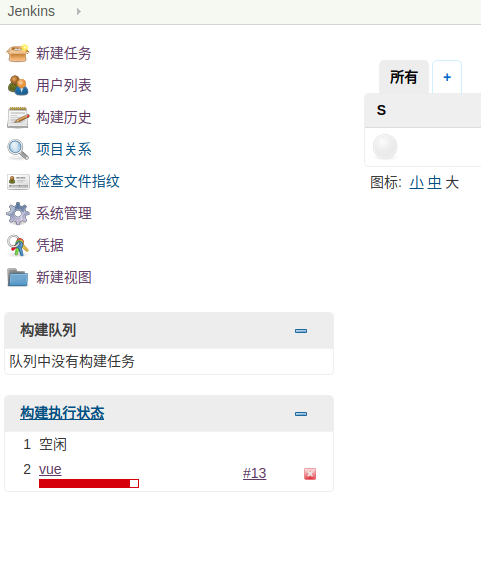 Jenkins
新建任务
用户列表
构建历史
项目关系
检查文件指纹
系统管理
凭据
新建视图
所有 +
S
图标: 小 中 大
构建队列
队列中没有构建任务
构建执行状态
1 空闲
2 vue #13